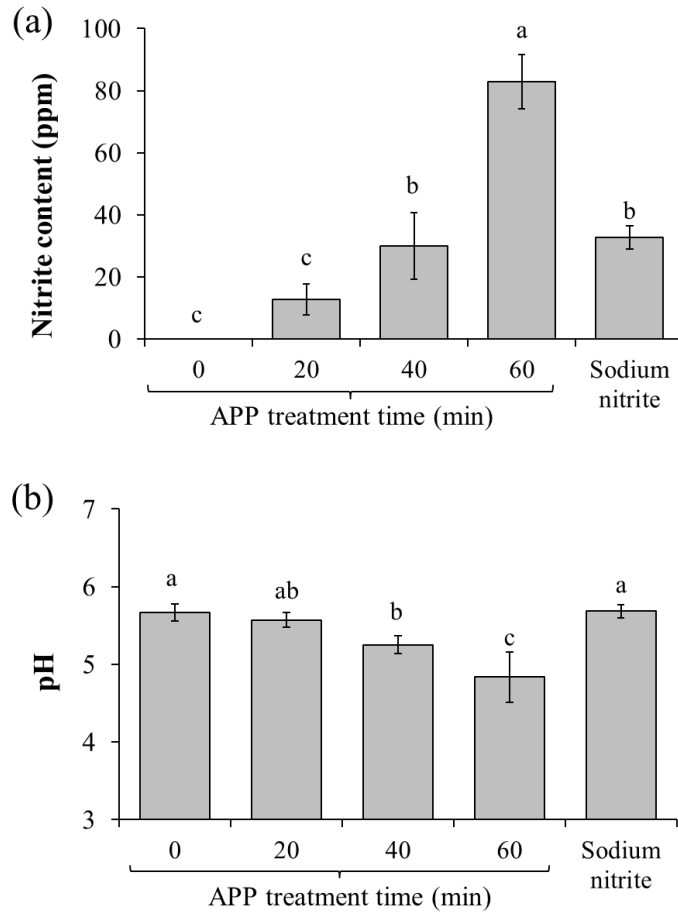 (a)
Nitrite content (ppm)
100
80
60
40
20
0
c
c
b
a
b
0 20 40 60 Sodium
nitrite
APP treatment time (min)
(b)
pH
7
6
5
4
3
a
ab
b
c
a
0 20 40 60 Sodium
nitrite
APP treatment time (min)